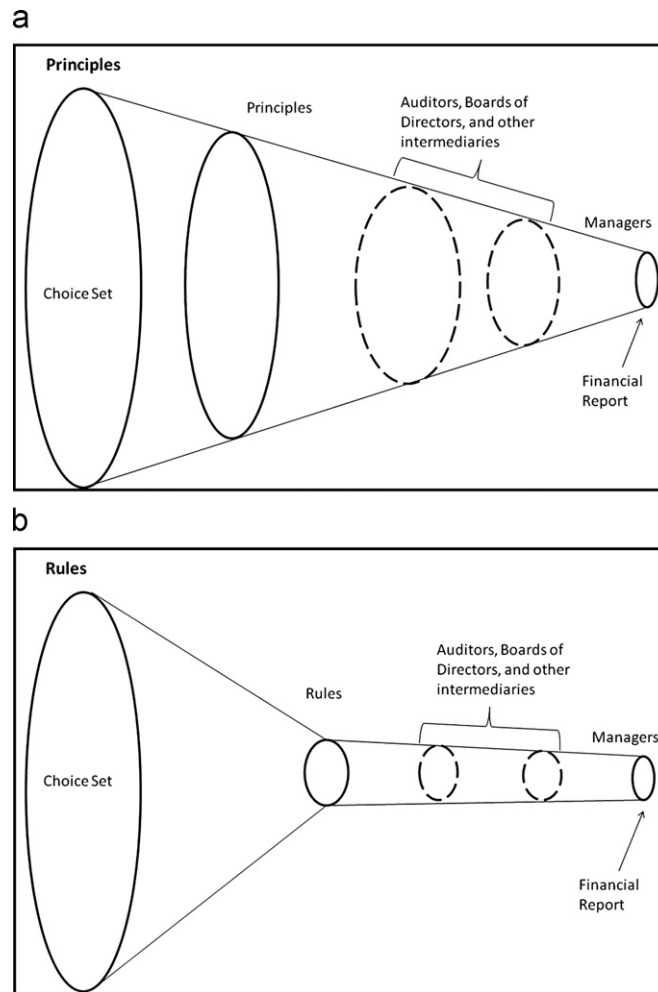 a
Principles
Principles
Auditors, Boards of
Directors, and other
intermediaries
Managers
Choice Set
Financial
Report
b
Rules
Rules
Auditors, Boards of
Directors, and other
intermediaries
Managers
Choice Set
Financial
Report